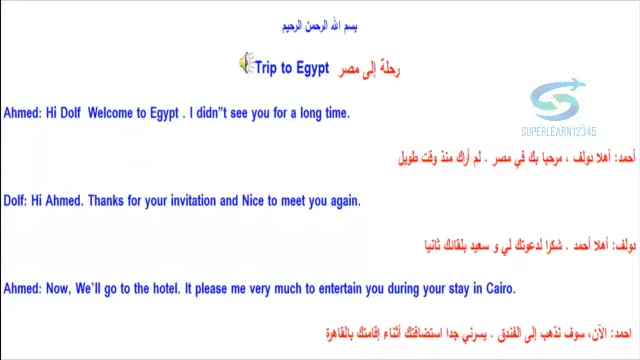 بسم الله الرحمن الرحيم
Trip to Egypt رحلة إلى مصر
SUPERLEARN12345
Ahmed: Hi Dolf Welcome to Egypt . I didn"t see you for a long time.
أحمد: أهلا دولف ، مرحبا بك في مصر . لم أراك منذ وقت طويل
Dolf: Hi Ahmed. Thanks for your invitation and Nice to meet you again.
دولف: أهلا أحمد . شكرا لدعوتك لي و سعيد بلقائك ثانيا
Ahmed: Now, We'll go to the hotel. It please me very much to entertain you during your stay in Cairo.
احمد: الآن، سوف نذهب إلى الفندق . يسرني جدا استضافتك أثناء إقامتك بالقاهرة